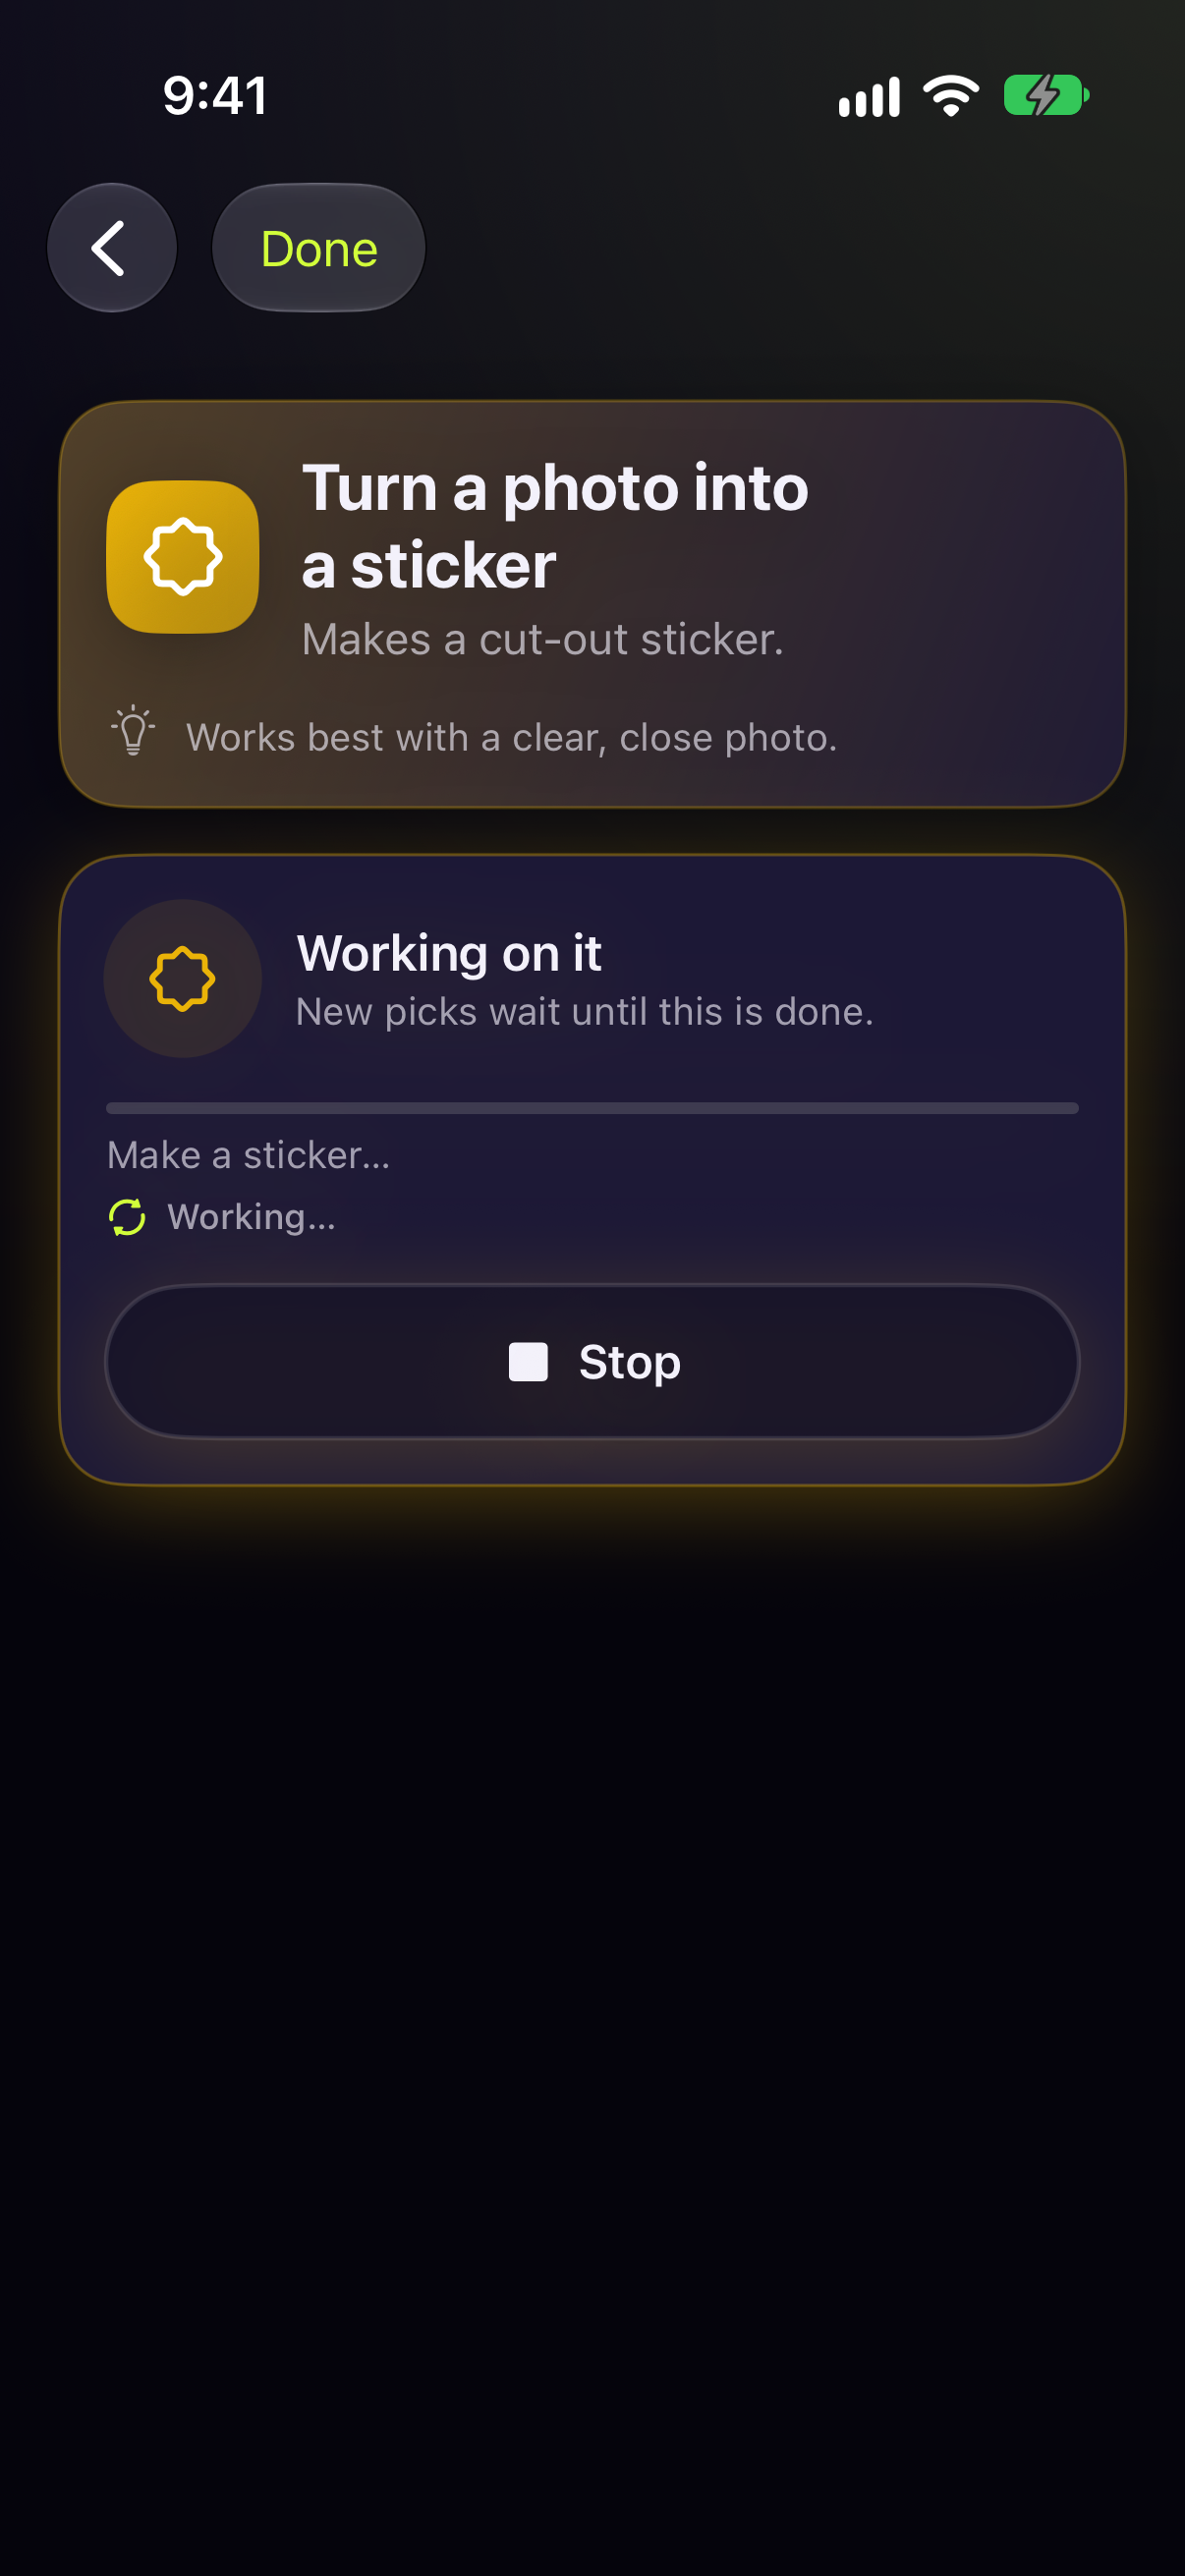 9:41
Done
Turn a photo into
a sticker
Makes a cut-out sticker.
Works best with a clear, close photo.
Working on it
New picks wait until this is done.
Make a sticker...
Working...
Stop